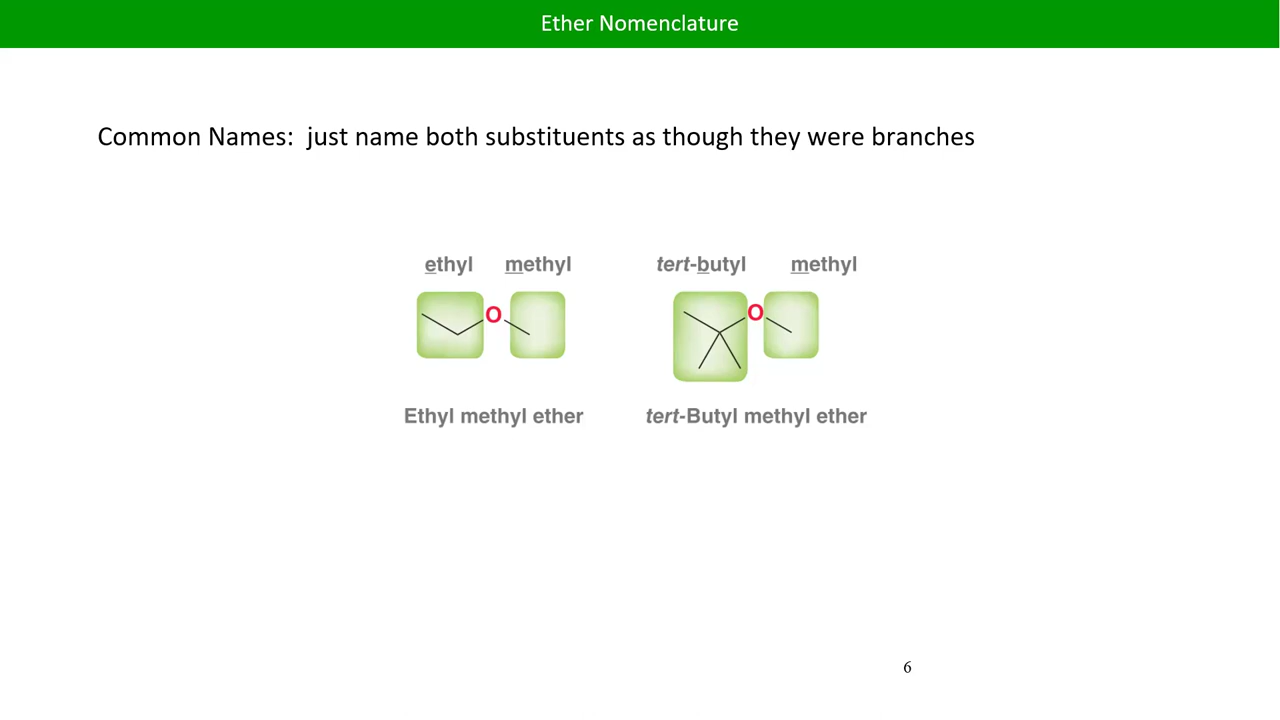 Ether Nomenclature
Common Names:  just name both substituents as though they were branches
ethyl methyl tert-butyl methyl
O O
Ethyl methyl ether tert-Butyl methyl ether
6